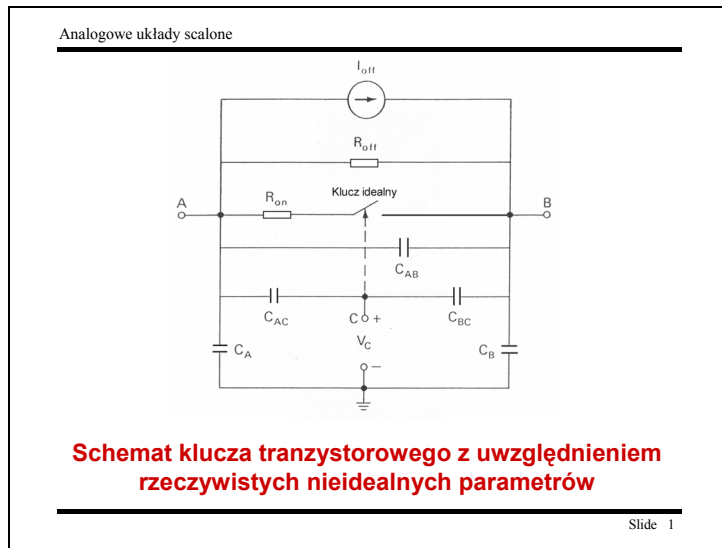 Analogowe układy scalone
I_off
R_off
Klucz idealny
R_on
A
B
C_AB
C_AC
C +
C_BC
V_C
C_A
C_B
−
Schemat klucza tranzystorowego z uwzględnieniem
rzeczywistych nieidealnych parametrów
Slide 1